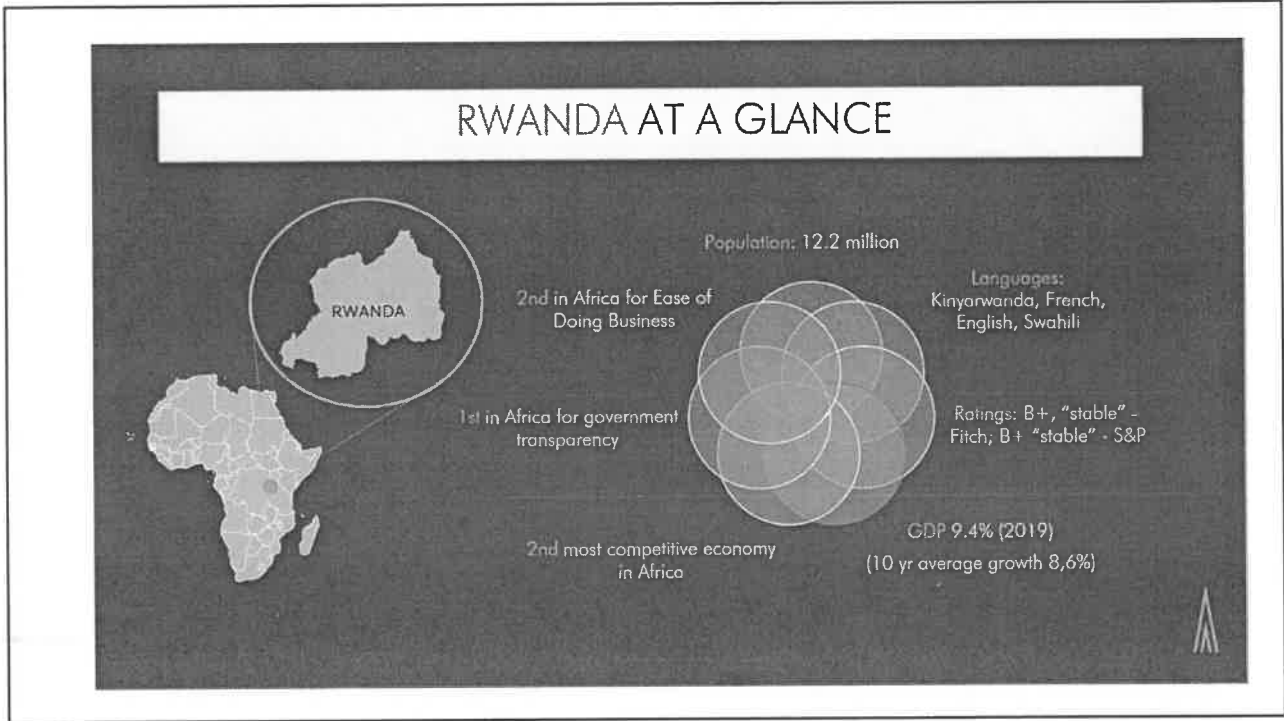 RWANDA AT A GLANCE
RWANDA
Population: 12.2 million
2nd in Africa for Ease of
Doing Business
Languages:
Kinyarwanda, French,
English, Swahili
1st in Africa for government
transparency
Ratings: B+, “stable” -
Fitch; B+ “stable” - S&P
2nd most competitive economy
in Africa
GDP 9.4% (2019)
(10 yr average growth 8,6%)